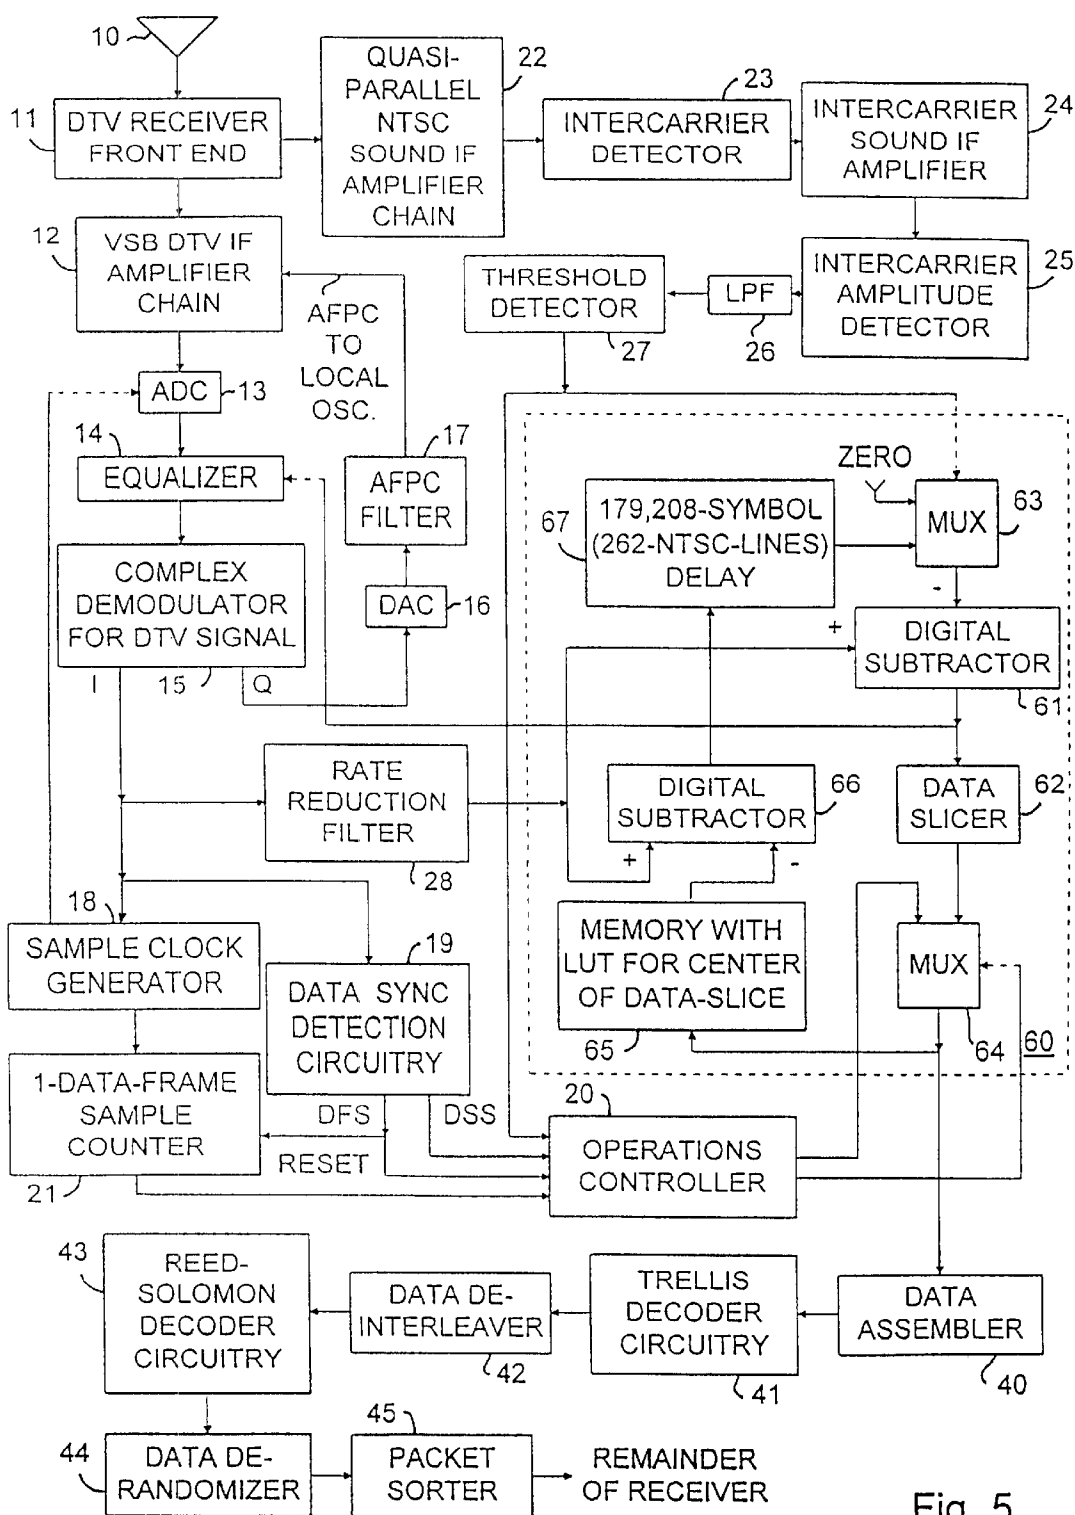 10
DTV RECEIVER
FRONT END
11
QUASI-
PARALLEL
NTSC
SOUND IF
AMPLIFIER
CHAIN
22
INTERCARRIER
DETECTOR
23
INTERCARRIER
SOUND IF
AMPLIFIER
24
VSB DTV IF
AMPLIFIER
CHAIN
12
AFPC
TO
LOCAL
OSC.
THRESHOLD
DETECTOR
27
LPF
26
INTERCARRIER
AMPLITUDE
DETECTOR
25
ADC
13
14
EQUALIZER
17
AFPC
FILTER
ZERO
MUX
63
67
179,208-SYMBOL
(262-NTSC-LINES)
DELAY
-
COMPLEX
DEMODULATOR
FOR DTV SIGNAL
15
I
Q
DAC
16
+
DIGITAL
SUBTRACTOR
61
RATE
REDUCTION
FILTER
28
DIGITAL
SUBTRACTOR
66
+
-
DATA
SLICER
62
18
SAMPLE CLOCK
GENERATOR
19
DATA SYNC
DETECTION
CIRCUITRY
MEMORY WITH
LUT FOR CENTER
OF DATA-SLICE
65
MUX
64
60
1-DATA-FRAME
SAMPLE
COUNTER
21
DFS
DSS
RESET
20
OPERATIONS
CONTROLLER
43
REED-
SOLOMON
DECODER
CIRCUITRY
DATA DE-
INTERLEAVER
42
TRELLIS
DECODER
CIRCUITRY
41
DATA
ASSEMBLER
40
44
DATA DE-
RANDOMIZER
45
PACKET
SORTER
REMAINDER
OF RECEIVER
Fig. 5